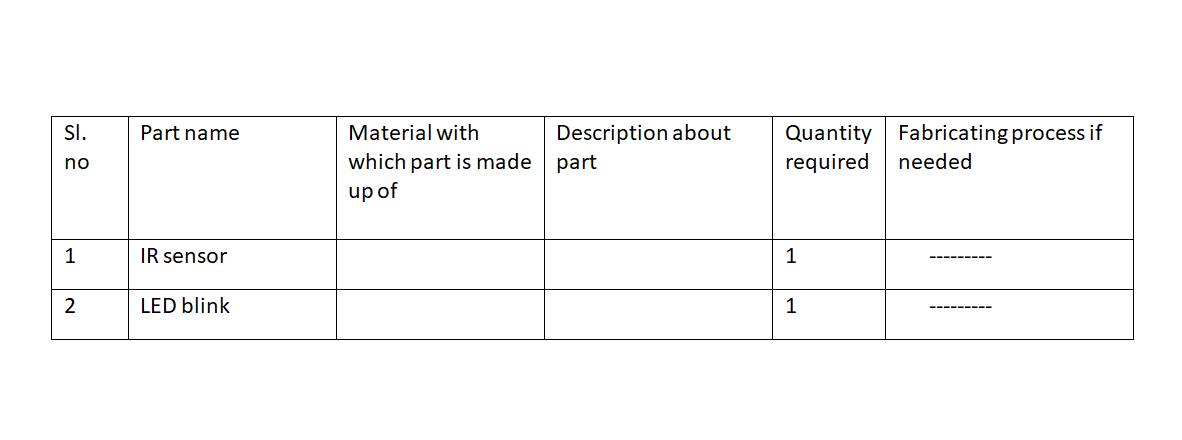 Sl. no	Part name	Material with which part is made up of	Description about part	Quantity required	Fabricating process if needed
1	IR sensor			1	---------
2	LED blink			1	---------